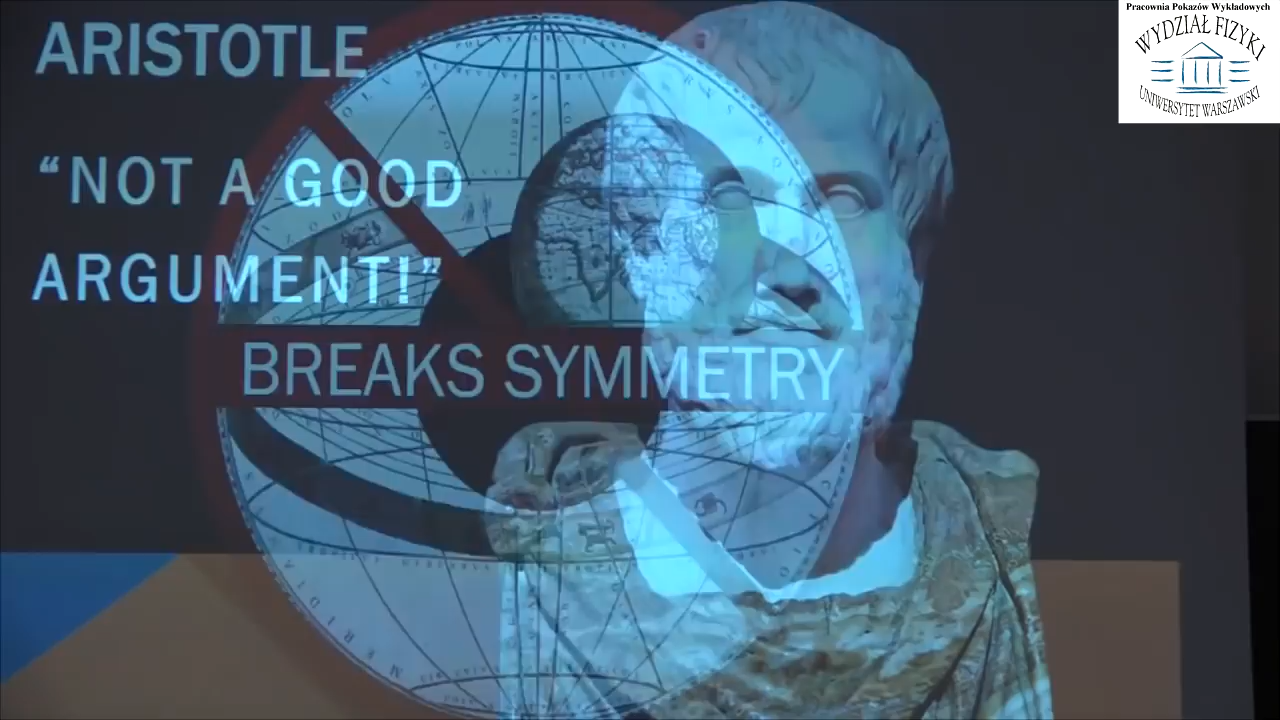 Pracownia Pokazów Wykładowych
WYDZIAŁ FIZYKI
UNIWERSYTET WARSZAWSKI
ARISTOTLE
“NOT A GOOD
ARGUMENT!”
BREAKS SYMMETRY